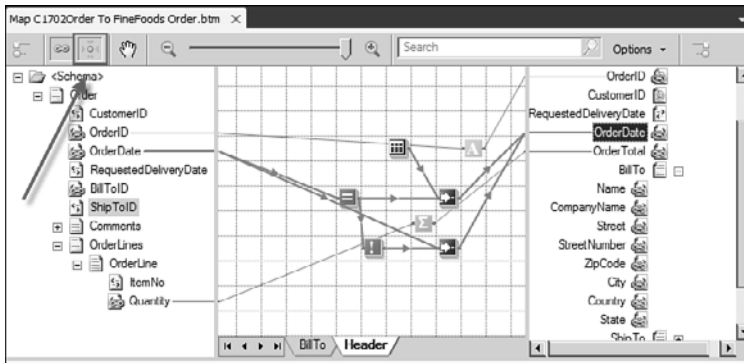 Map C1702Order To FineFoods Order.btm ×
Search
Options
<Schema>
Order
CustomerID
OrderID
OrderDate
RequestedDeliveryDate
BillToID
ShipToID
Comments
OrderLines
OrderLine
ItemNo
Quantity
A
Σ
=
!
BillTo
Header
OrderID
CustomerID
RequestedDeliveryDate
OrderDate
OrderTotal
BillTo
Name
CompanyName
Street
StreetNumber
ZipCode
City
Country
State
ShipTo